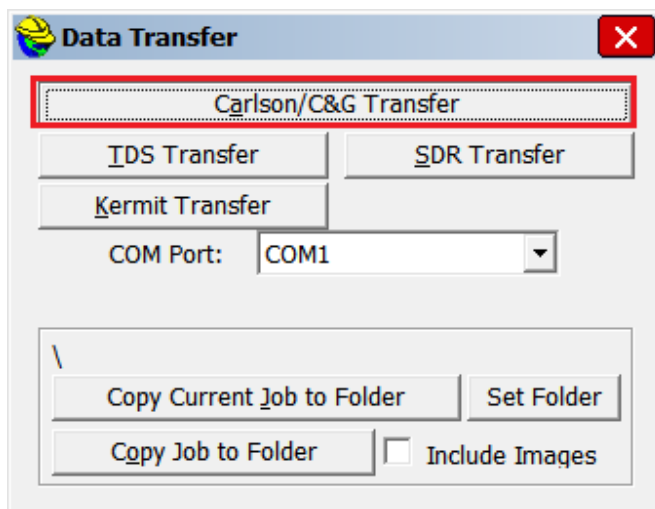 Data Transfer
Carlson/C&G Transfer
TDS Transfer SDR Transfer
Kermit Transfer
COM Port: COM1
\
Copy Current Job to Folder Set Folder
Copy Job to Folder Include Images